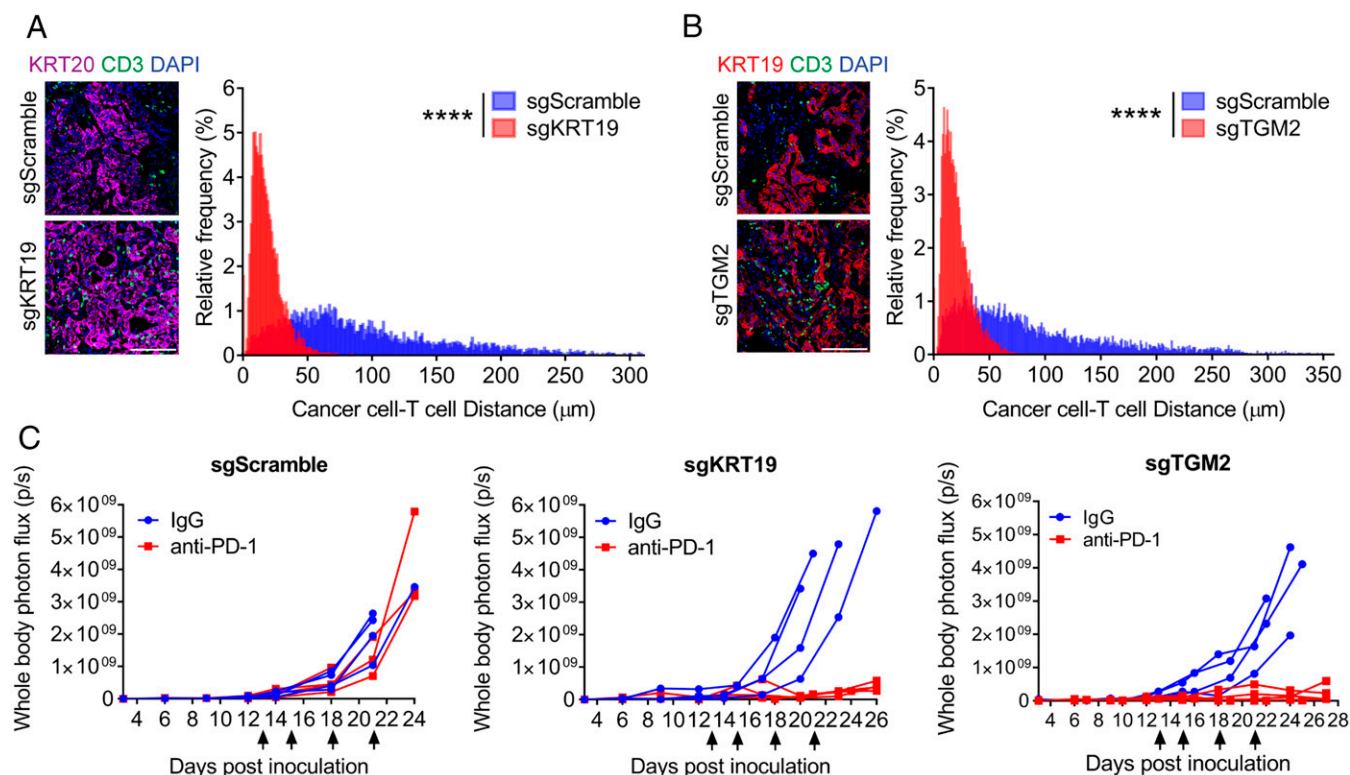 A
KRT20 CD3 DAPI
sgScramble
sgKRT19
Relative frequency (%)
6
5
4
3
2
1
0
0 50 100 150 200 250 300
Cancer cell-T cell Distance (μm)
****
sgScramble
sgKRT19
B
KRT19 CD3 DAPI
sgScramble
sgTGM2
Relative frequency (%)
5
4
3
2
1
0
0 50 100 150 200 250 300 350
Cancer cell-T cell Distance (μm)
****
sgScramble
sgTGM2
C
sgScramble
Whole body photon flux (p/s)
6×10⁰⁹
5×10⁰⁹
4×10⁰⁹
3×10⁰⁹
2×10⁰⁹
1×10⁰⁹
0
IgG
anti-PD-1
4 6 8 10 12 14 16 18 20 22 24
Days post inoculation
sgKRT19
Whole body photon flux (p/s)
6×10⁰⁹
5×10⁰⁹
4×10⁰⁹
3×10⁰⁹
2×10⁰⁹
1×10⁰⁹
0
IgG
anti-PD-1
4 6 8 10 12 14 16 18 20 22 24 26
Days post inoculation
sgTGM2
Whole body photon flux (p/s)
6×10⁰⁹
5×10⁰⁹
4×10⁰⁹
3×10⁰⁹
2×10⁰⁹
1×10⁰⁹
0
IgG
anti-PD-1
4 6 8 10 12 14 16 18 20 22 24 26 28
Days post inoculation